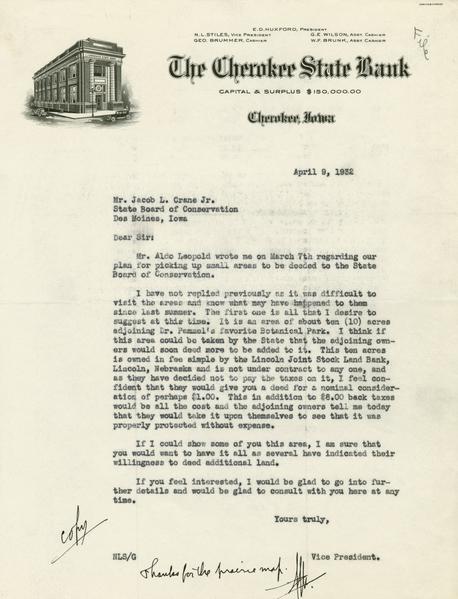 File
E.D. HUXFORD, PRESIDENT
N.L. STILES, VICE PRESIDENT G.E. WILSON, ASST. CASHIER
GEO. BRUMMER, CASHIER W.F. BRUNK, ASST. CASHIER
The Cherokee State Bank
CAPITAL & SURPLUS $150,000.00
Cherokee, Iowa
April 9, 1932
Mr. Jacob L. Crane Jr.
State Board of Conservation
Des Moines, Iowa
Dear Sir:
Mr. Aldo Leopold wrote me on March 7th regarding our
plan for picking up small areas to be deeded to the State
Board of Conservation.
I have not replied previously as it was difficult to
visit the areas and know what may have happened to them
since last summer. The first one is all that I desire to
suggest at this time. It is an area of about ten (10) acres
adjoining Dr. Pammel's favorite Botanical Park. I think if
this area could be taken by the State that the adjoining own-
ers would soon deed more to be added to it. This ten acres
is owned in fee simple by the Lincoln Joint Stock Land Bank,
Lincoln, Nebraska and is not under contract to any one, and
as they have decided not to pay the taxes on it, I feel con-
fident that they would give you a deed for a nominal consider-
ation of perhaps $1.00. This in addition to $6.00 back taxes
would be all the cost and the adjoining owners tell me today
that they would take it upon themselves to see that it was
properly protected without expense.
If I could show some of you this area, I am sure that
you would want to have it all as several have indicated their
willingness to deed additional land.
If you feel interested, I would be glad to go into fur-
ther details and would be glad to consult with you here at any
time.
Yours truly,
copy
NLS/G Vice President.
Thanks for the prairie map.